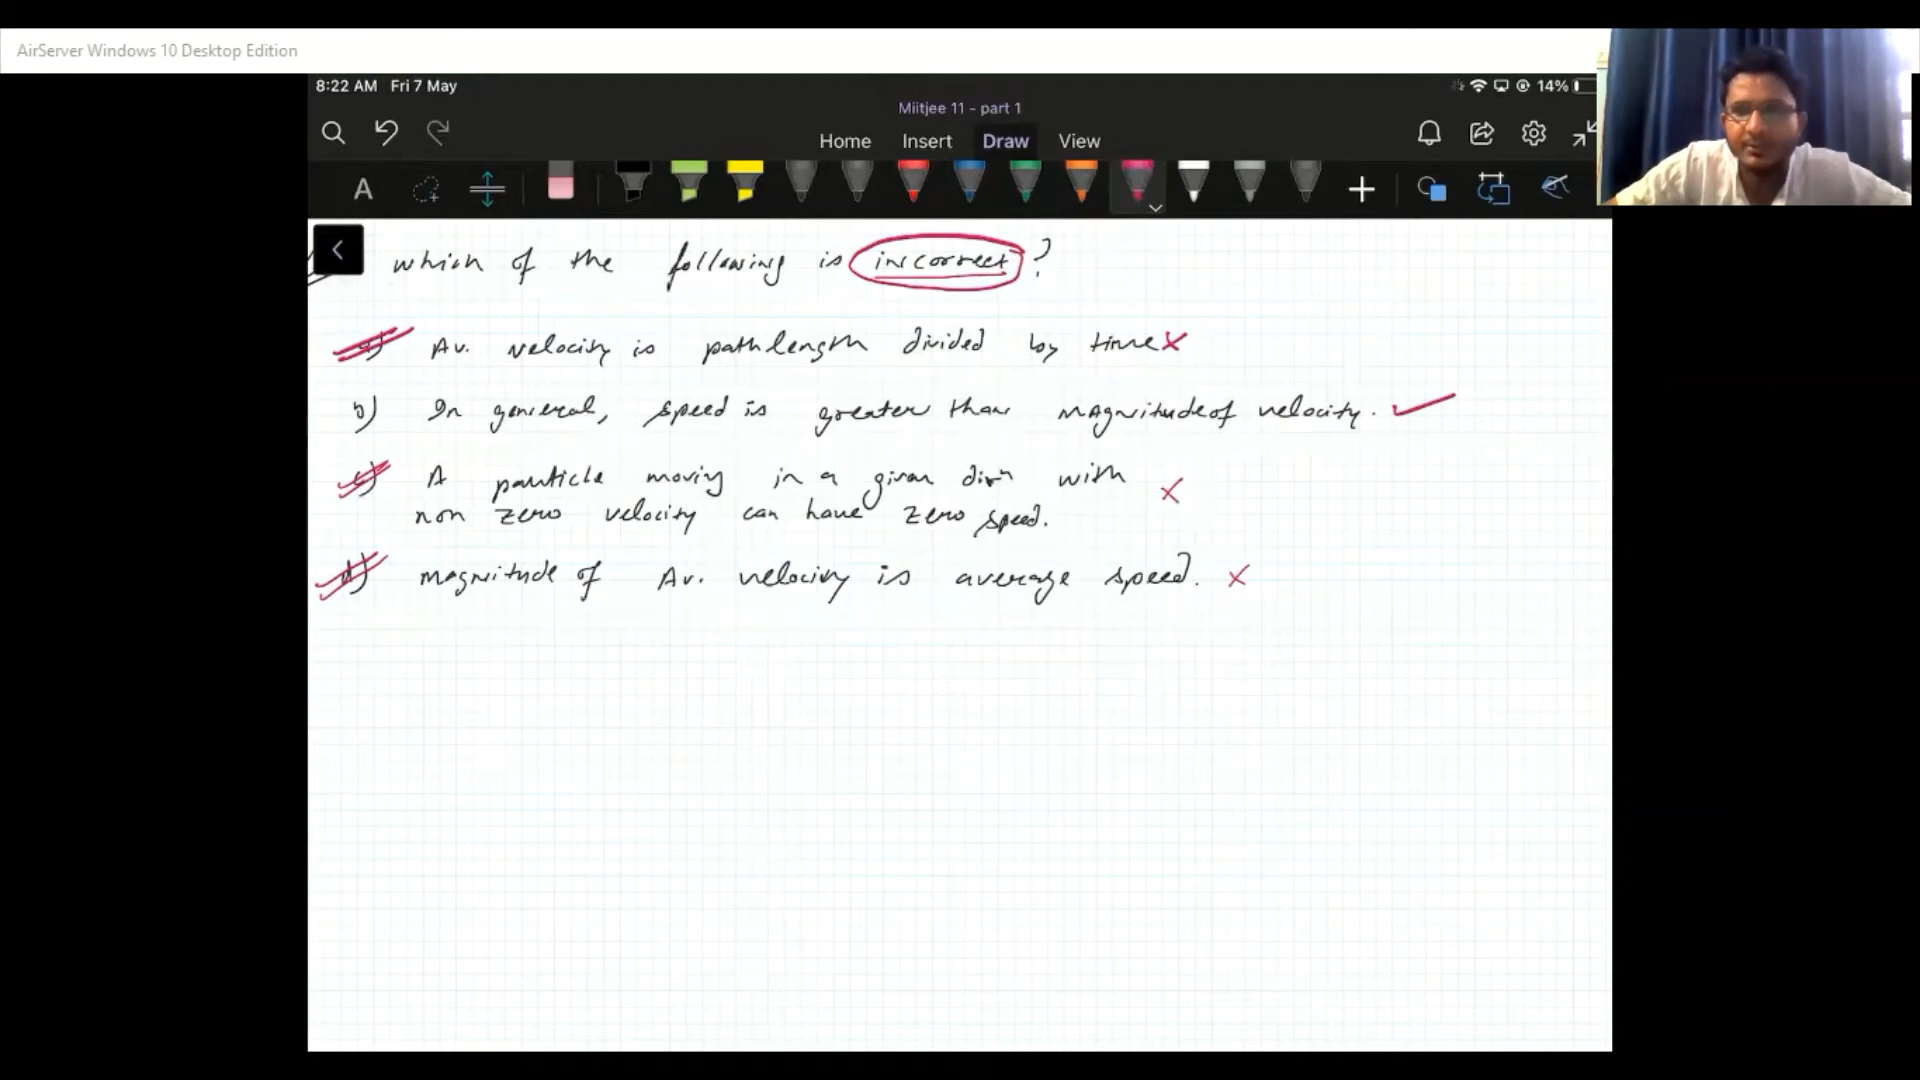 AirServer Windows 10 Desktop Edition
8:22 AM Fri 7 May
14%
Miitjee 11 - part 1
Home Insert Draw View
A
which of the following is incorrect ?
a) Av. velocity is pathlength divided by time ×
b) In general, speed is greater than magnitude of velocity. ✓
c) A particle moving in a given dirn with ×
non zero velocity can have zero speed.
d) magnitude of Av. velocity is average speed. ×